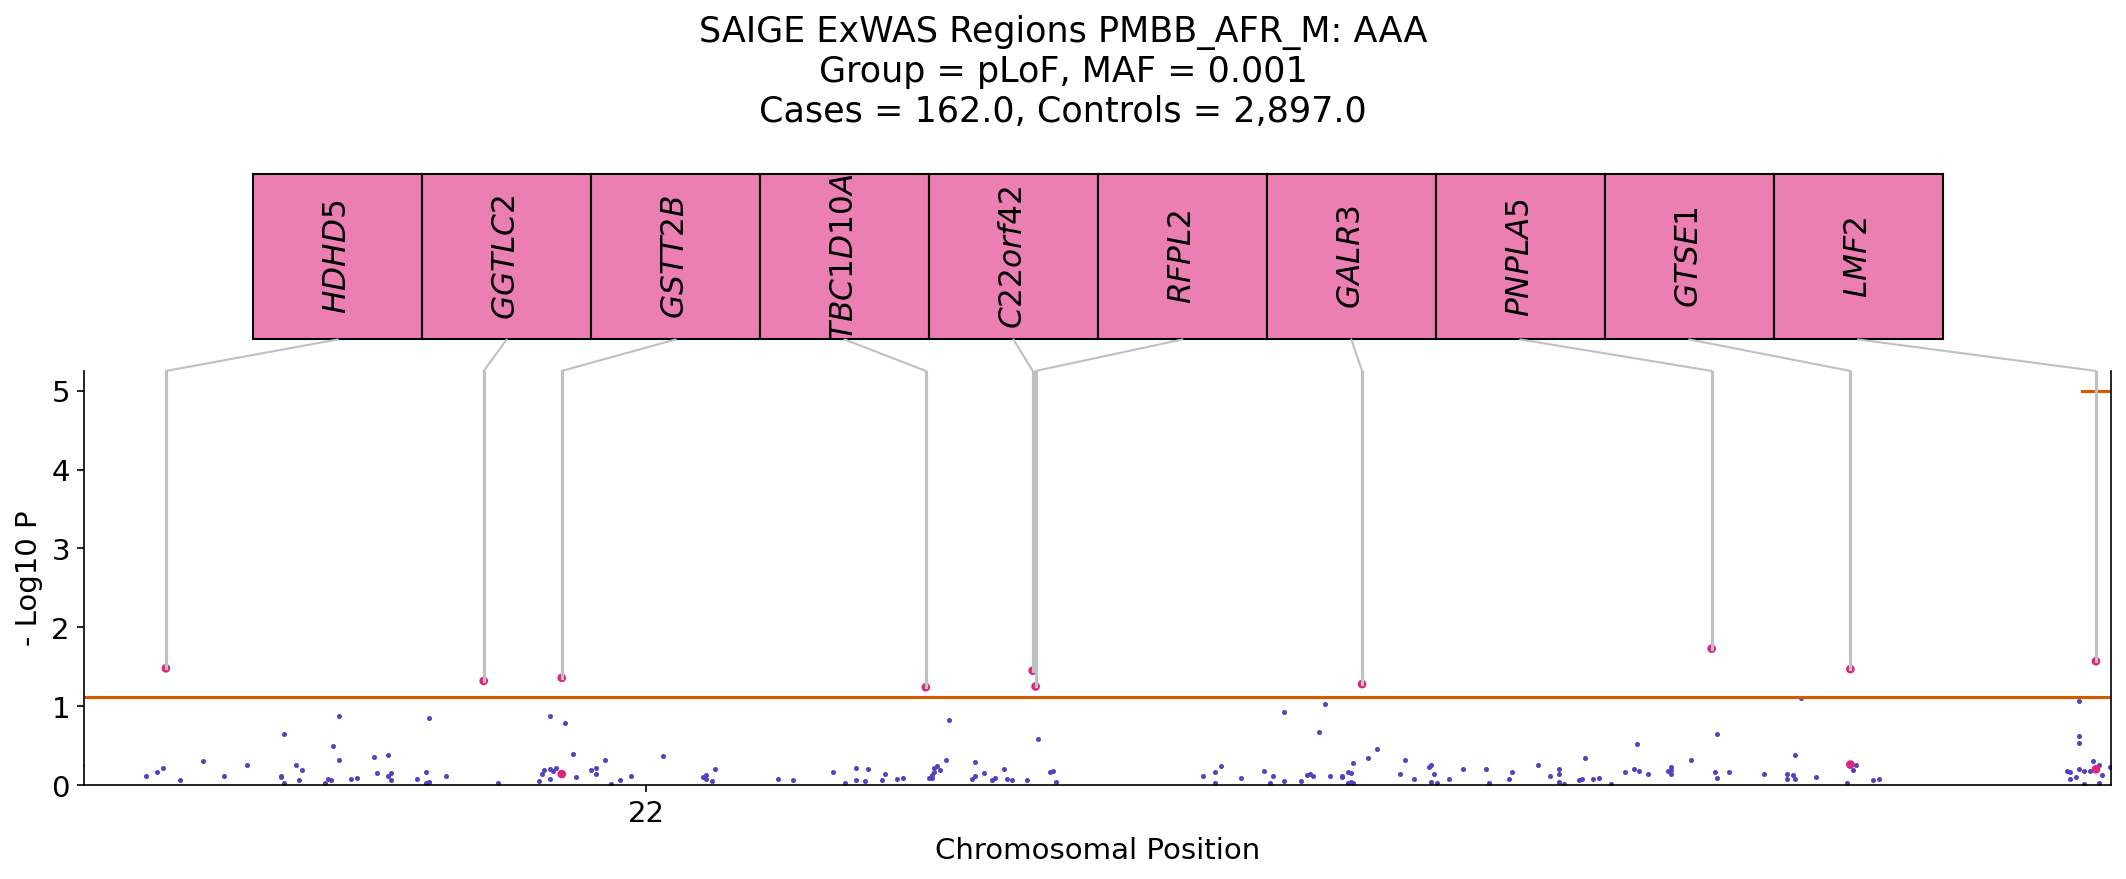 SAIGE ExWAS Regions PMBB_AFR_M: AAA
Group = pLoF, MAF = 0.001
Cases = 162.0, Controls = 2,897.0
HDHD5
GGTLC2
GSTT2B
TBC1D10A
C22orf42
RFPL2
GALR3
PNPLA5
GTSE1
LMF2
5
4
3
2
1
0
- Log10 P
22
Chromosomal Position